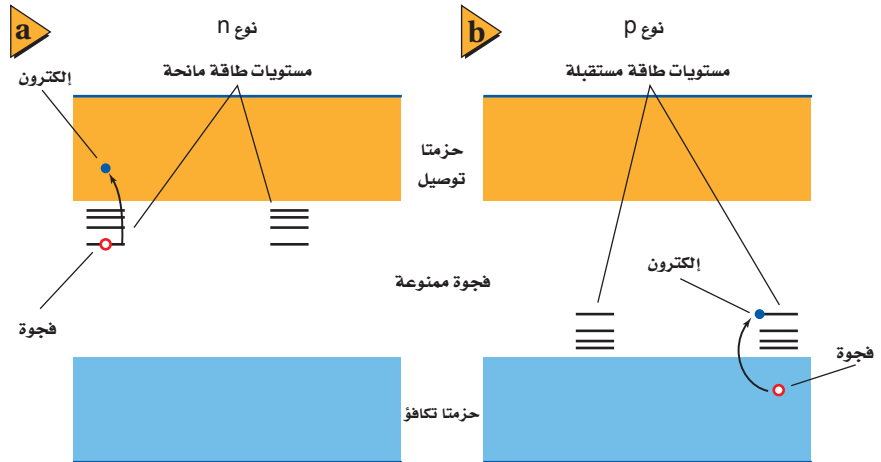 a
نوع n
b
نوع p
إلكترون
مستويات طاقة مانحة
مستويات طاقة مستقبلة
حزمتا
توصيل
إلكترون
فجوة ممنوعة
فجوة
فجوة
حزمتا تكافؤ